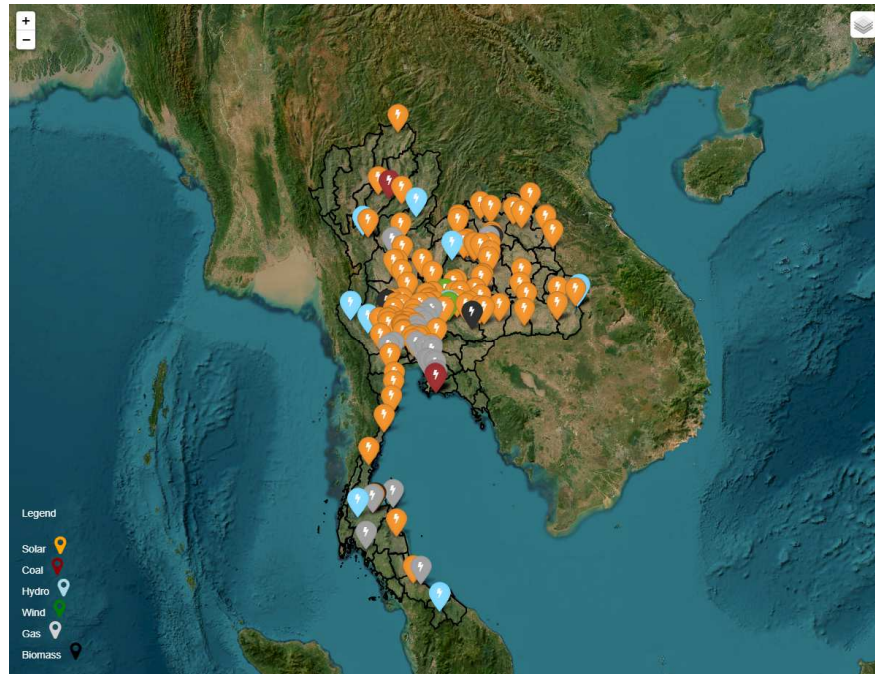 +
−
Legend
Solar
Coal
Hydro
Wind
Gas
Biomass